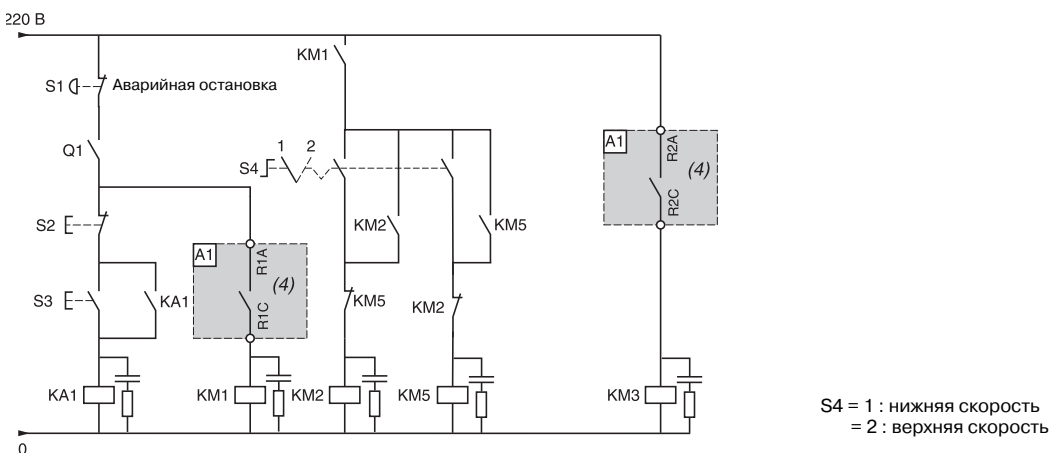 220 В
KM1
S1
Аварийная остановка
Q1
1 2
S4
A1
R2A
(4)
R2C
S2
KM2
KM5
A1
R1A
(4)
R1C
S3
KA1
KM5
KM2
KA1
KM1
KM2
KM5
KM3
S4 = 1 : нижняя скорость
= 2 : верхняя скорость
0